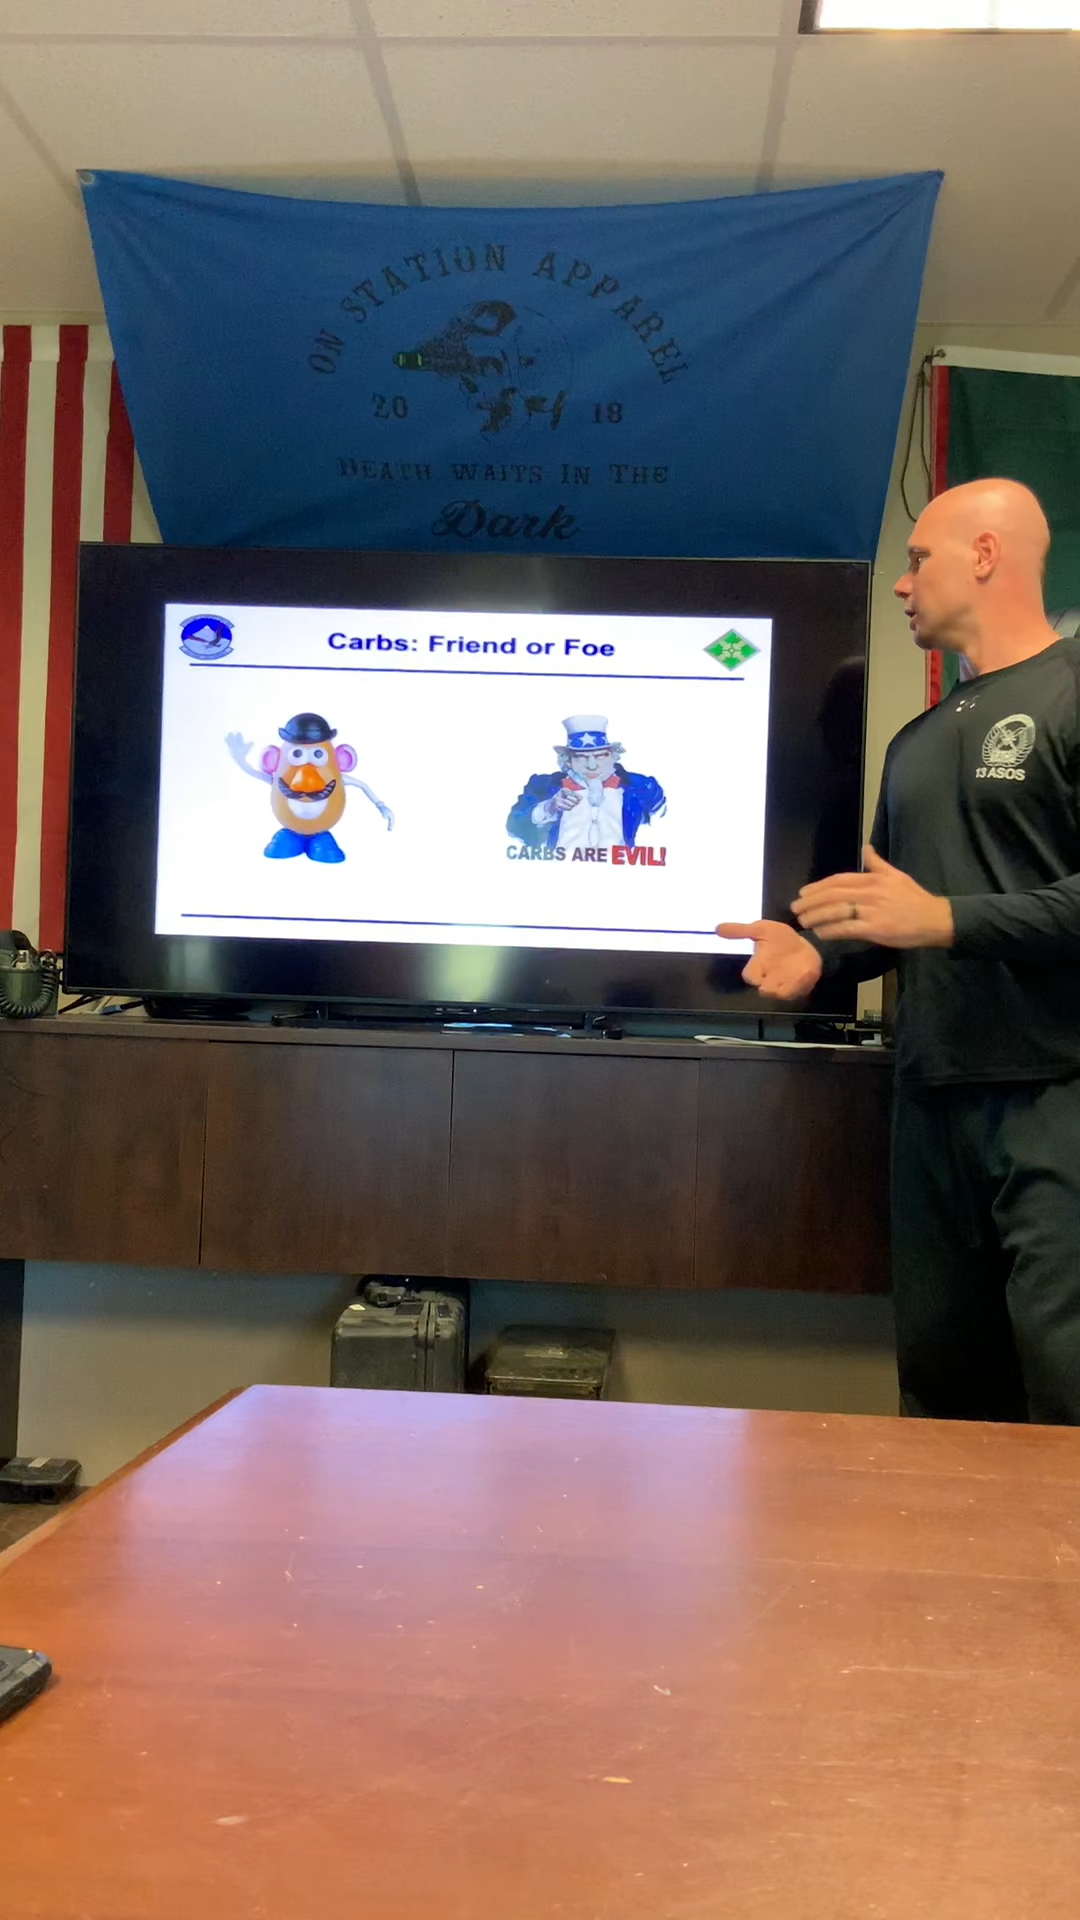 ON STATION APPAREL
20 18
DEATH WAITS IN THE
Dark
Carbs: Friend or Foe
CARBS ARE EVIL!
13 ASOS